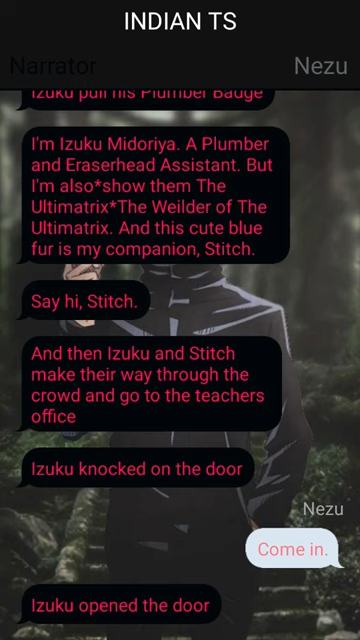 INDIAN TS
Narrator
Nezu
Izuku pull his Plumber Badge
I'm Izuku Midoriya. A Plumber
and Eraserhead Assistant. But
I'm also*show them The
Ultimatrix*The Weilder of The
Ultimatrix. And this cute blue
fur is my companion, Stitch.
Say hi, Stitch.
And then Izuku and Stitch
make their way through the
crowd and go to the teachers
office
Izuku knocked on the door
Nezu
Come in.
Izuku opened the door